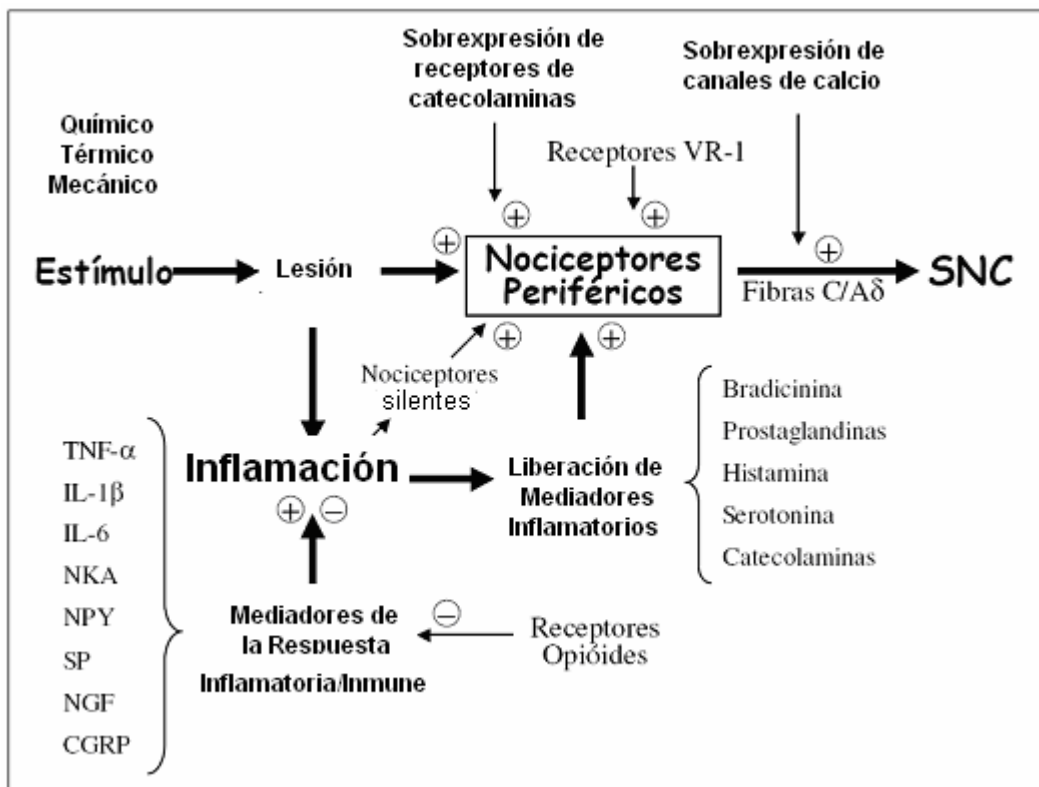 Sobrexpresión de
receptores de
catecolaminas
Sobrexpresión de
canales de calcio
Químico
Térmico
Mecánico
Receptores VR-1
+
+
+
+
Estímulo
Lesión
Nociceptores
Periféricos
Fibras C/Aδ
SNC
+
+
Nociceptores
silentes
TNF-α
IL-1β
IL-6
NKA
NPY
SP
NGF
CGRP
Inflamación
+ −
Liberación de
Mediadores
Inflamatorios
Bradicinina
Prostaglandinas
Histamina
Serotonina
Catecolaminas
Mediadores de
la Respuesta
Inflamatoria/Inmune
−
Receptores
Opióides